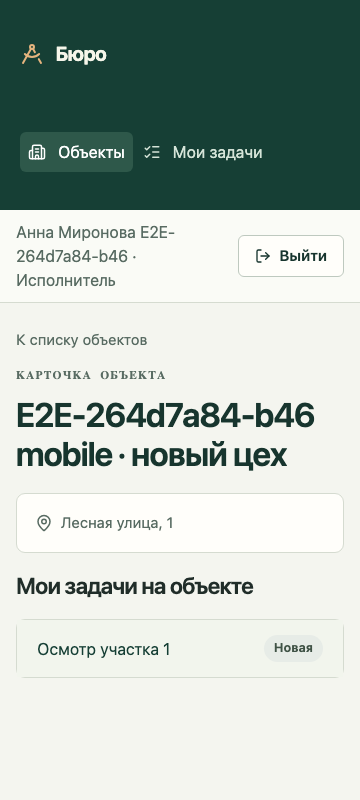 Бюро
Объекты
Мои задачи
Анна Миронова E2E-
264d7a84-b46 ·
Исполнитель
Выйти
К списку объектов
КАРТОЧКА ОБЪЕКТА
E2E-264d7a84-b46
mobile · новый цех
Лесная улица, 1
Мои задачи на объекте
Осмотр участка 1
Новая